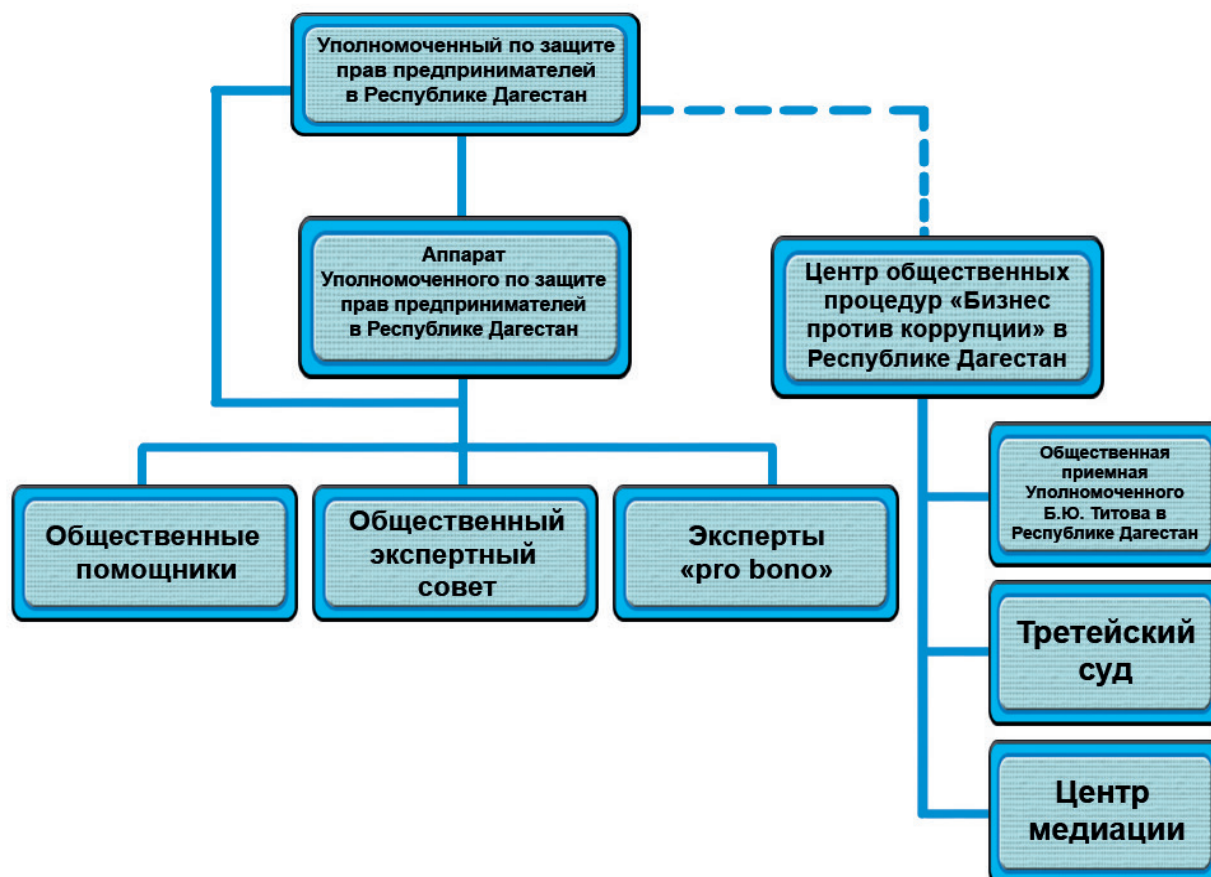 Уполномоченный по защите
прав предпринимателей
в Республике Дагестан
Аппарат
Уполномоченного по защите
прав предпринимателей
в Республике Дагестан
Центр общественных
процедур «Бизнес
против коррупции» в
Республике Дагестан
Общественные
помощники
Общественный
экспертный
совет
Эксперты
«pro bono»
Общественная
приемная
Уполномоченного
Б.Ю. Титова в
Республике Дагестан
Третейский
суд
Центр
медиации